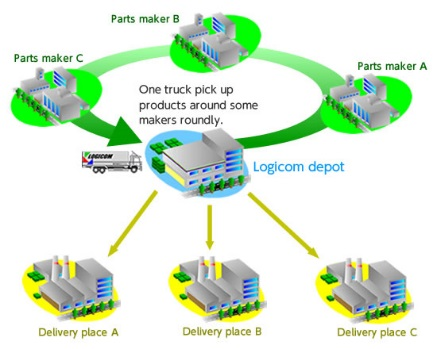 Parts maker B
Parts maker C
Parts maker A
One truck pick up
products around some
makers roundly.
LOGICOM
Logicom depot
Delivery place A
Delivery place B
Delivery place C